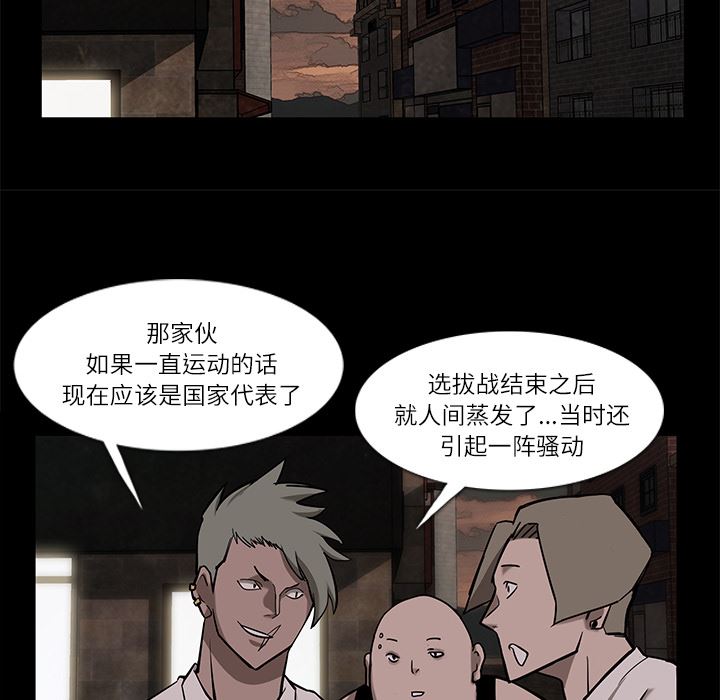 那家伙
如果一直运动的话
现在应该是国家代表了
选拔战结束之后
就人间蒸发了...当时还
引起一阵骚动